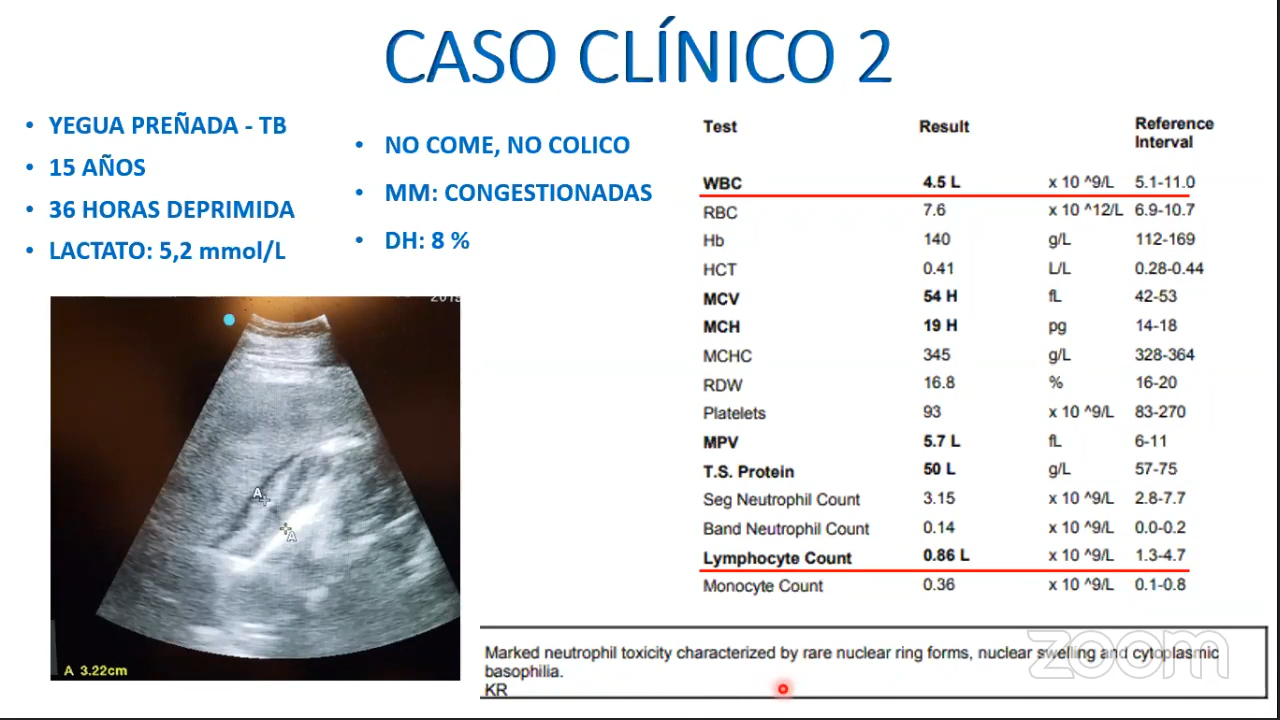 CASO CLÍNICO 2
• YEGUA PREÑADA - TB
• 15 AÑOS
• 36 HORAS DEPRIMIDA
• LACTATO: 5,2 mmol/L
• NO COME, NO COLICO
• MM: CONGESTIONADAS
• DH: 8 %
Test Result Reference Interval
WBC 4.5 L x 10 ^9/L 5.1-11.0
RBC 7.6 x 10 ^12/L 6.9-10.7
Hb 140 g/L 112-169
HCT 0.41 L/L 0.28-0.44
MCV 54 H fL 42-53
MCH 19 H pg 14-18
MCHC 345 g/L 328-364
RDW 16.8 % 16-20
Platelets 93 x 10 ^9/L 83-270
MPV 5.7 L fL 6-11
T.S. Protein 50 L g/L 57-75
Seg Neutrophil Count 3.15 x 10 ^9/L 2.8-7.7
Band Neutrophil Count 0.14 x 10 ^9/L 0.0-0.2
Lymphocyte Count 0.86 L x 10 ^9/L 1.3-4.7
Monocyte Count 0.36 x 10 ^9/L 0.1-0.8
A
A
A 3.22cm
Marked neutrophil toxicity characterized by rare nuclear ring forms, nuclear swelling and cytoplasmic
basophilia.
KR
zoom